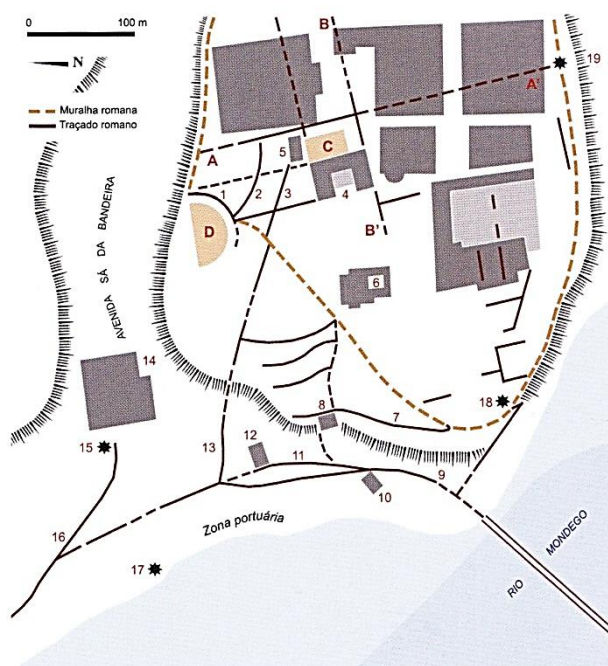 0 100 m
N
Muralha romana
Traçado romano
AVENIDA SÁ DA BANDEIRA
A
A'
B
B'
C
D
1
2
3
4
5
6
7
8
9
10
11
12
13
14
15
16
17
18
19
Zona portuária
RIO MONDEGO